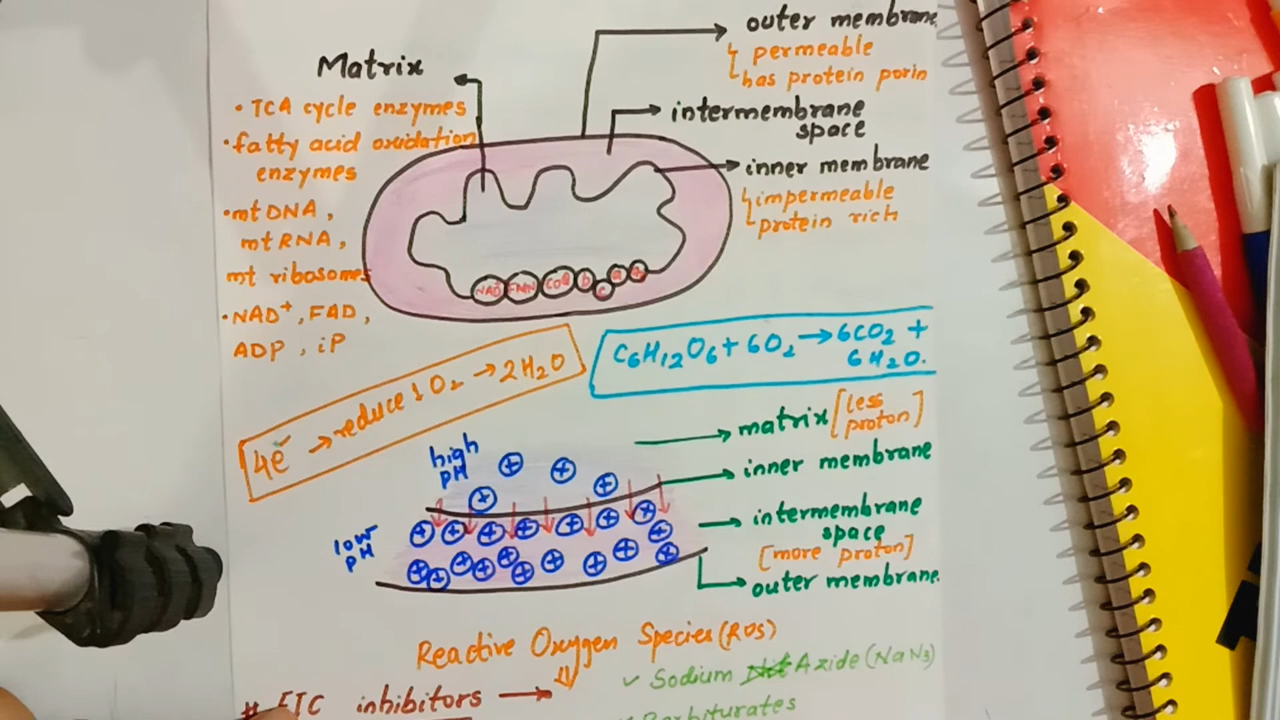 outer membrane
permeable
has protein porin
Matrix
intermembrane
space
• TCA cycle enzymes
• fatty acid oxidation
enzymes
inner membrane
impermeable
protein rich
• mt DNA,
mt RNA,
mt ribosomes
• NAD⁺, FAD,
ADP, iP
NAD FMN COQ b c a
4e⁻ → reduce 1 O₂ → 2H₂O
C₆H₁₂O₆ + 6O₂ → 6CO₂ +
6H₂O.
matrix [less
proton]
high
pH
inner membrane
low
pH
intermembrane
space
[more proton]
outer membrane.
Reactive Oxygen Species (ROS)
# ETC inhibitors →
✓ Sodium Azide (NaN₃)
Barbiturates